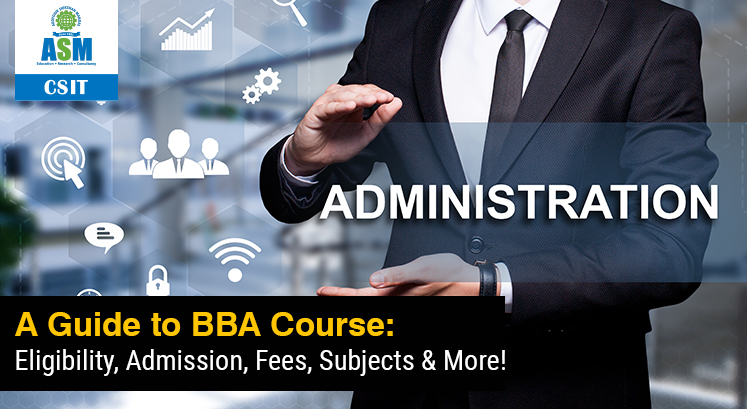 ASM
Education • Research • Consultancy
CSIT
ADMINISTRATION
A Guide to BBA Course:
Eligibility, Admission, Fees, Subjects & More!